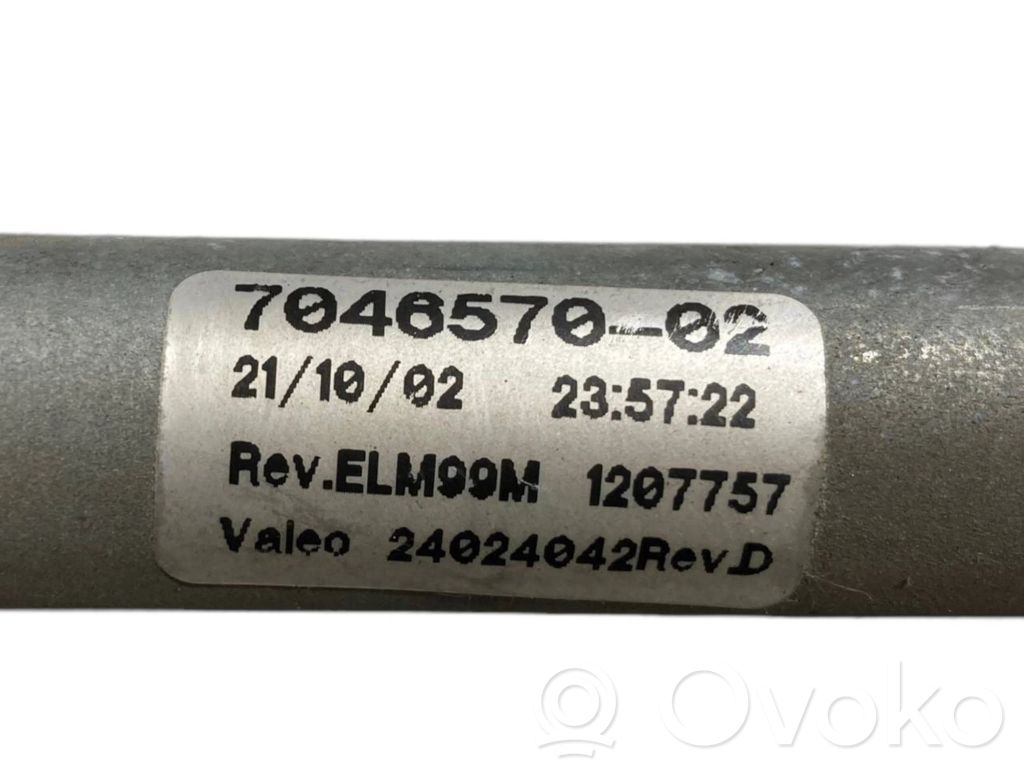 7046570-02
21/10/02 23:57:22
Rev.ELM99M 1207757
Valeo 24024042Rev.D
Ovoko